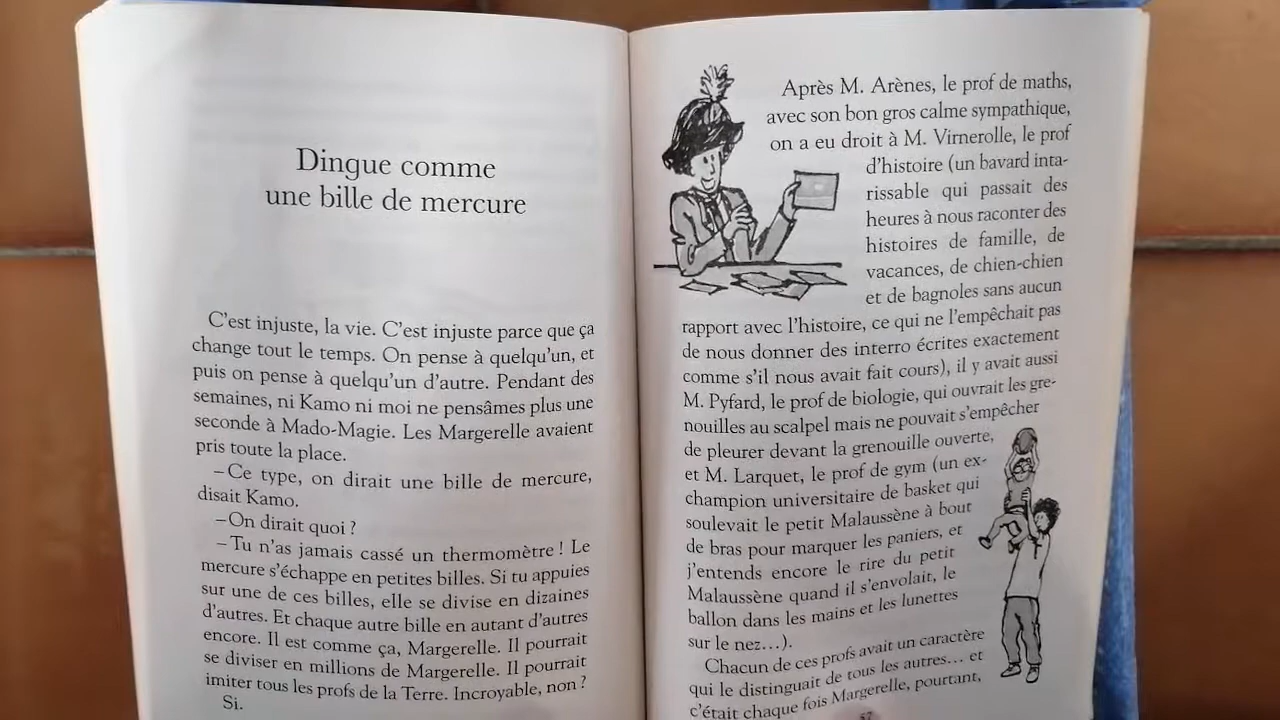 Dingue comme
une bille de mercure
C'est injuste, la vie. C'est injuste parce que ça
change tout le temps. On pense à quelqu'un, et
puis on pense à quelqu'un d'autre. Pendant des
semaines, ni Kamo ni moi ne pensâmes plus une
seconde à Mado-Magie. Les Margerelle avaient
pris toute la place.
– Ce type, on dirait une bille de mercure,
disait Kamo.
– On dirait quoi ?
– Tu n'as jamais cassé un thermomètre ! Le
mercure s'échappe en petites billes. Si tu appuies
sur une de ces billes, elle se divise en dizaines
d'autres. Et chaque autre bille en autant d'autres
encore. Il est comme ça, Margerelle. Il pourrait
se diviser en millions de Margerelle. Il pourrait
imiter tous les profs de la Terre. Incroyable, non ?
Si.
Après M. Arènes, le prof de maths,
avec son bon gros calme sympathique,
on a eu droit à M. Virnerolle, le prof
d'histoire (un bavard inta-
rissable qui passait des
heures à nous raconter des
histoires de famille, de
vacances, de chien-chien
et de bagnoles sans aucun
rapport avec l'histoire, ce qui ne l'empêchait pas
de nous donner des interro écrites exactement
comme s'il nous avait fait cours), il y avait aussi
M. Pyfard, le prof de biologie, qui ouvrait les gre-
nouilles au scalpel mais ne pouvait s'empêcher
de pleurer devant la grenouille ouverte,
et M. Larquet, le prof de gym (un ex-
champion universitaire de basket qui
soulevait le petit Malaussène à bout
de bras pour marquer les paniers, et
j'entends encore le rire du petit
Malaussène quand il s'envolait, le
ballon dans les mains et les lunettes
sur le nez…).
Chacun de ces profs avait un caractère
qui le distinguait de tous les autres… et
c'était chaque fois Margerelle, pourtant,
57